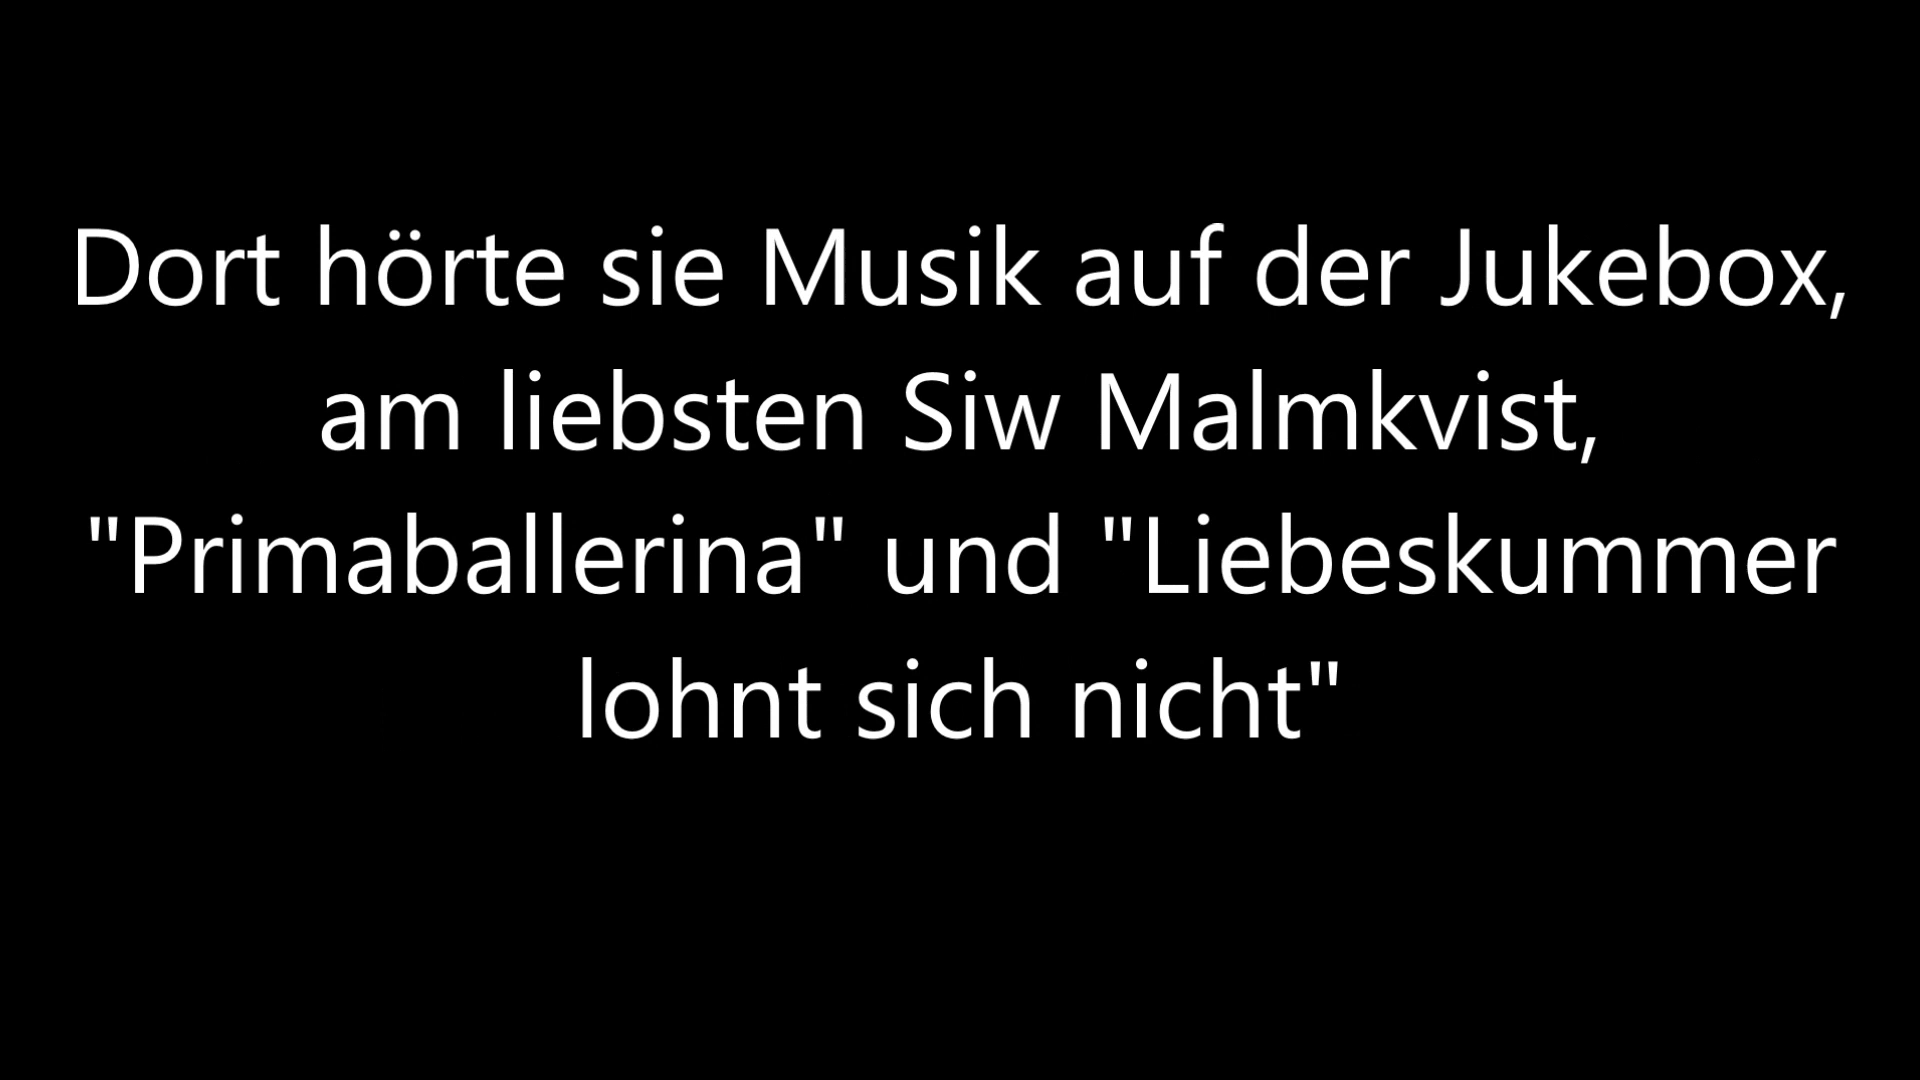 Dort hörte sie Musik auf der Jukebox,
am liebsten Siw Malmkvist,
"Primaballerina" und "Liebeskummer
lohnt sich nicht"